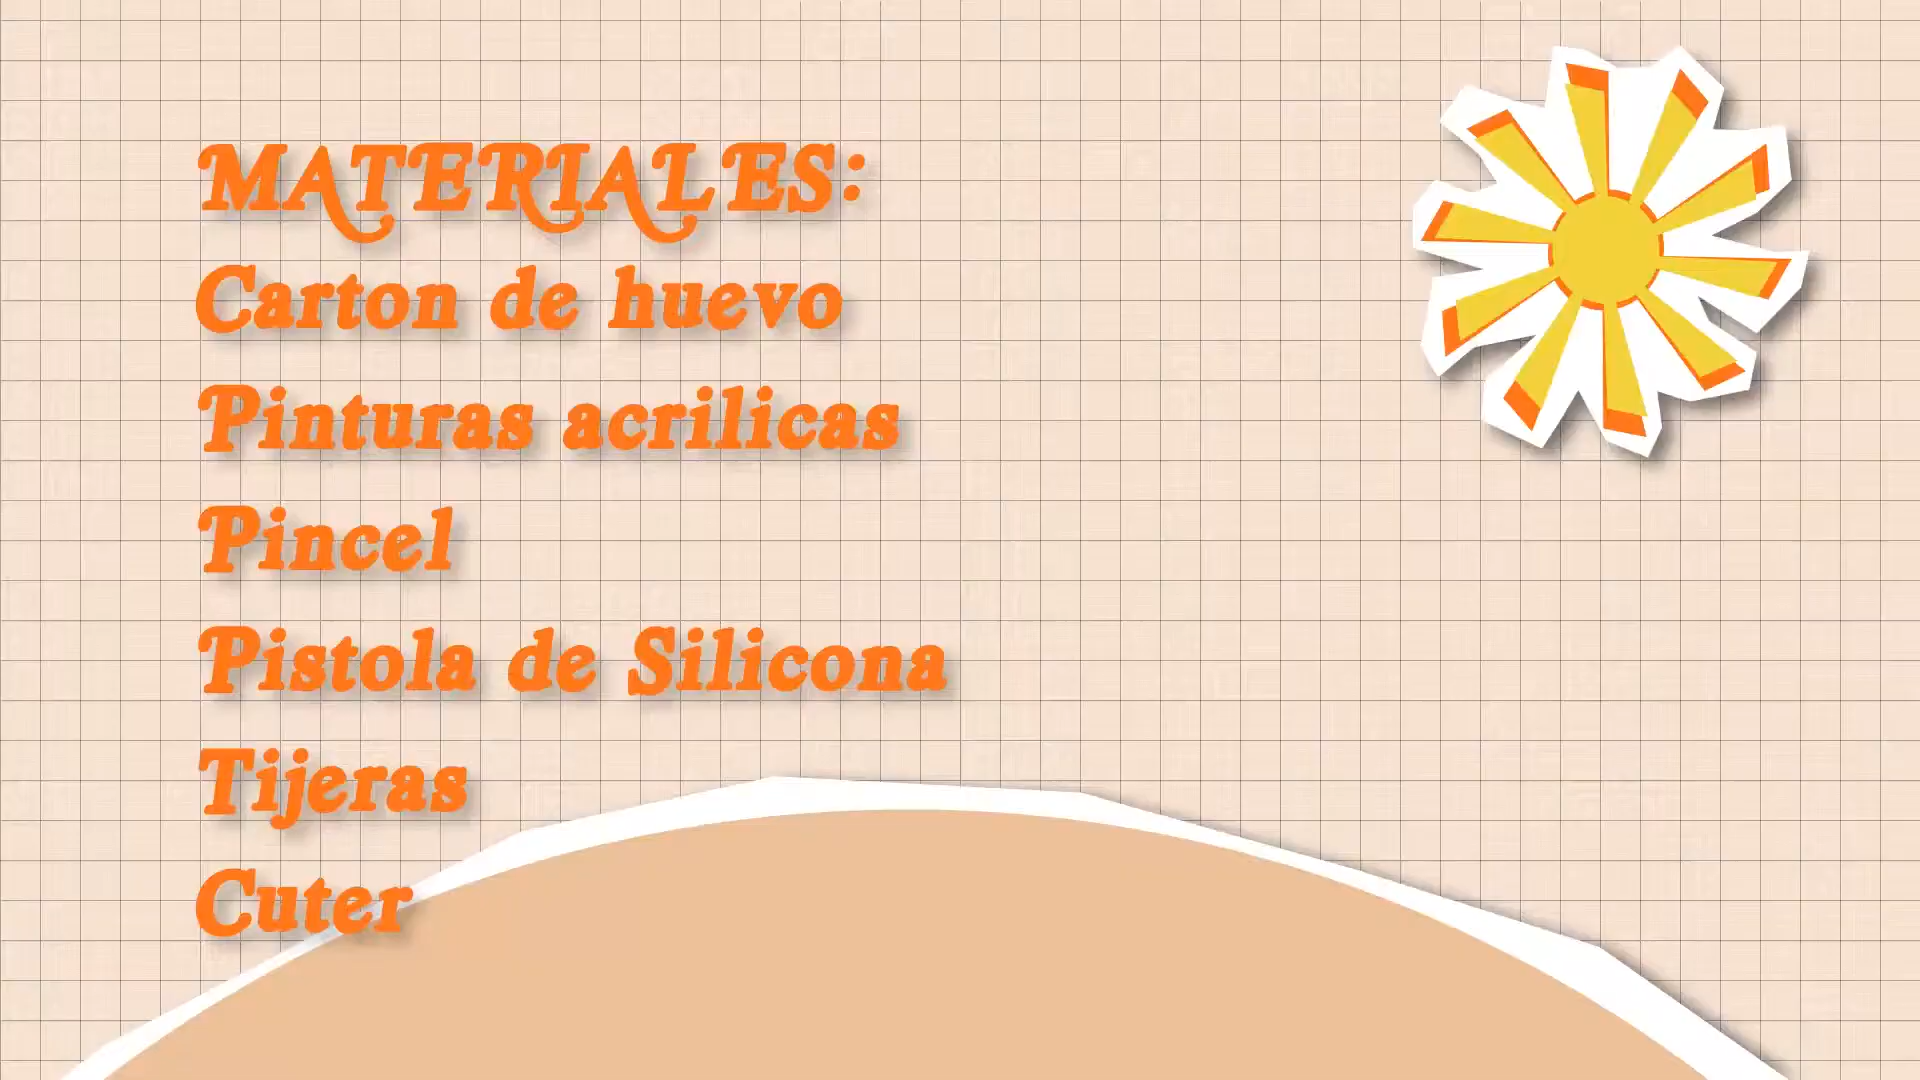 MATERIALES:
Carton de huevo
Pinturas acrilicas
Pincel
Pistola de Silicona
Tijeras
Cuter